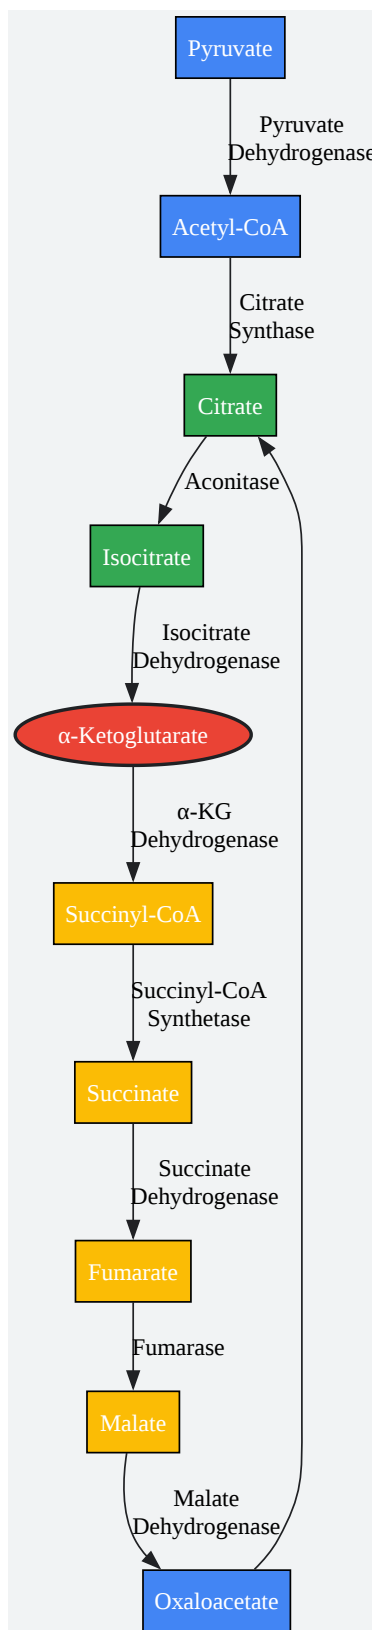 Pyruvate
Pyruvate
Dehydrogenase
Acetyl-CoA
Citrate
Synthase
Citrate
Aconitase
Isocitrate
Isocitrate
Dehydrogenase
α-Ketoglutarate
α-KG
Dehydrogenase
Succinyl-CoA
Succinyl-CoA
Synthetase
Succinate
Succinate
Dehydrogenase
Fumarate
Fumarase
Malate
Malate
Dehydrogenase
Oxaloacetate